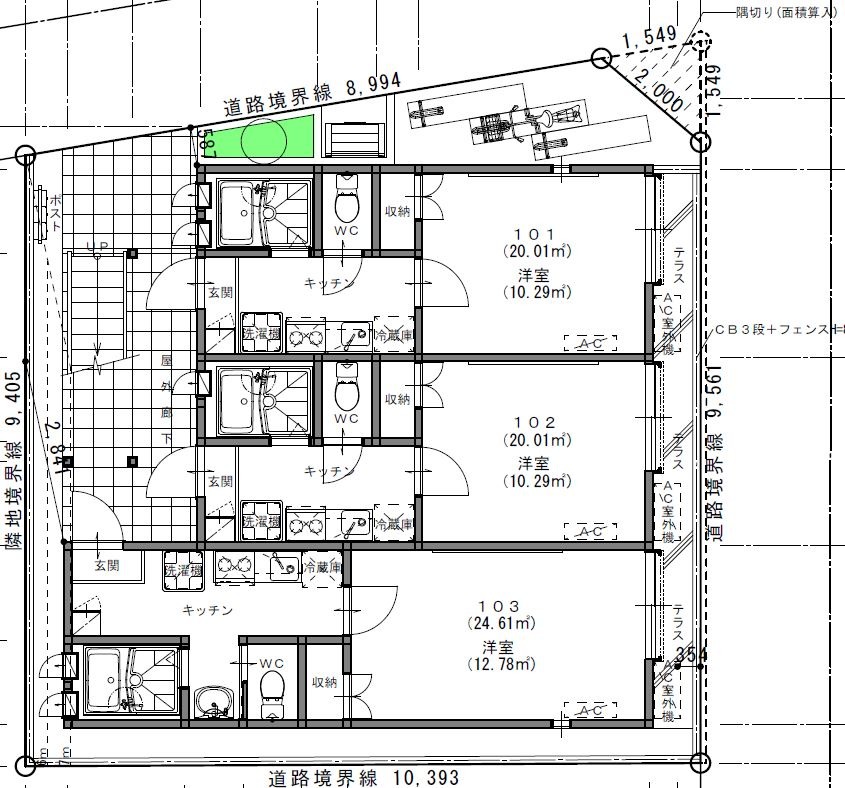 隅切り(面積算入)
1,549
道路境界線 8,994
2,000
1,549
587
ポスト
UP
WC
収納
101
(20.01㎡)
洋室
(10.29㎡)
テラス
玄関
キッチン
洗濯機
冷蔵庫
AC
AC室外機
CB3段+フェンス
屋外廊下
WC
収納
102
(20.01㎡)
洋室
(10.29㎡)
テラス
隣地境界線 9,405
2,841
玄関
キッチン
洗濯機
冷蔵庫
AC
AC室外機
道路境界線 9,561
玄関
洗濯機
冷蔵庫
キッチン
103
(24.61㎡)
洋室
(12.78㎡)
テラス
354
WC
収納
AC
AC室外機
道路境界線 10,393